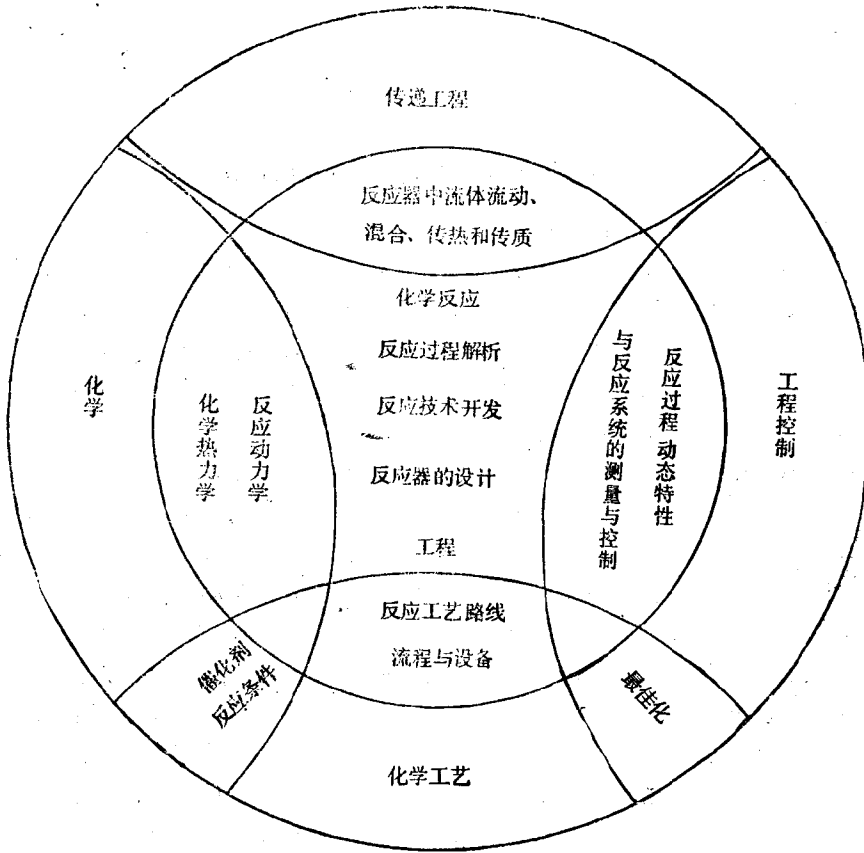 传递工程
反应器中流体流动、
混合、传热和传质
化学反应
反应过程解析
反应技术开发
反应器的设计
工程
化学
反应动力学
化学热力学
反应过程动态特性
与反应系统的测量与控制
工程控制
反应工艺路线
流程与设备
催化剂
反应条件
最佳化
化学工艺